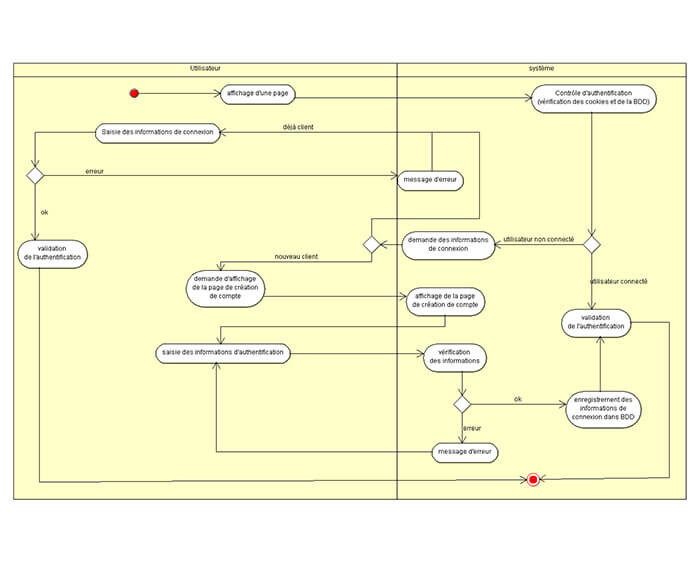 Utilisateur
système
affichage d'une page
Contrôle d'authentification
(vérification des cookies et de la BDD)
Saisie des informations de connexion
déjà client
erreur
message d'erreur
ok
validation
de l'authentification
demande des informations
de connexion
utilisateur non connecté
nouveau client
demande d'affichage
de la page de création
de compte
affichage de la page
de création de compte
utilisateur connecté
validation
de l'authentification
saisie des informations d'authentification
vérification
des informations
ok
enregistrement des
informations de
connexion dans BDD
erreur
message d'erreur